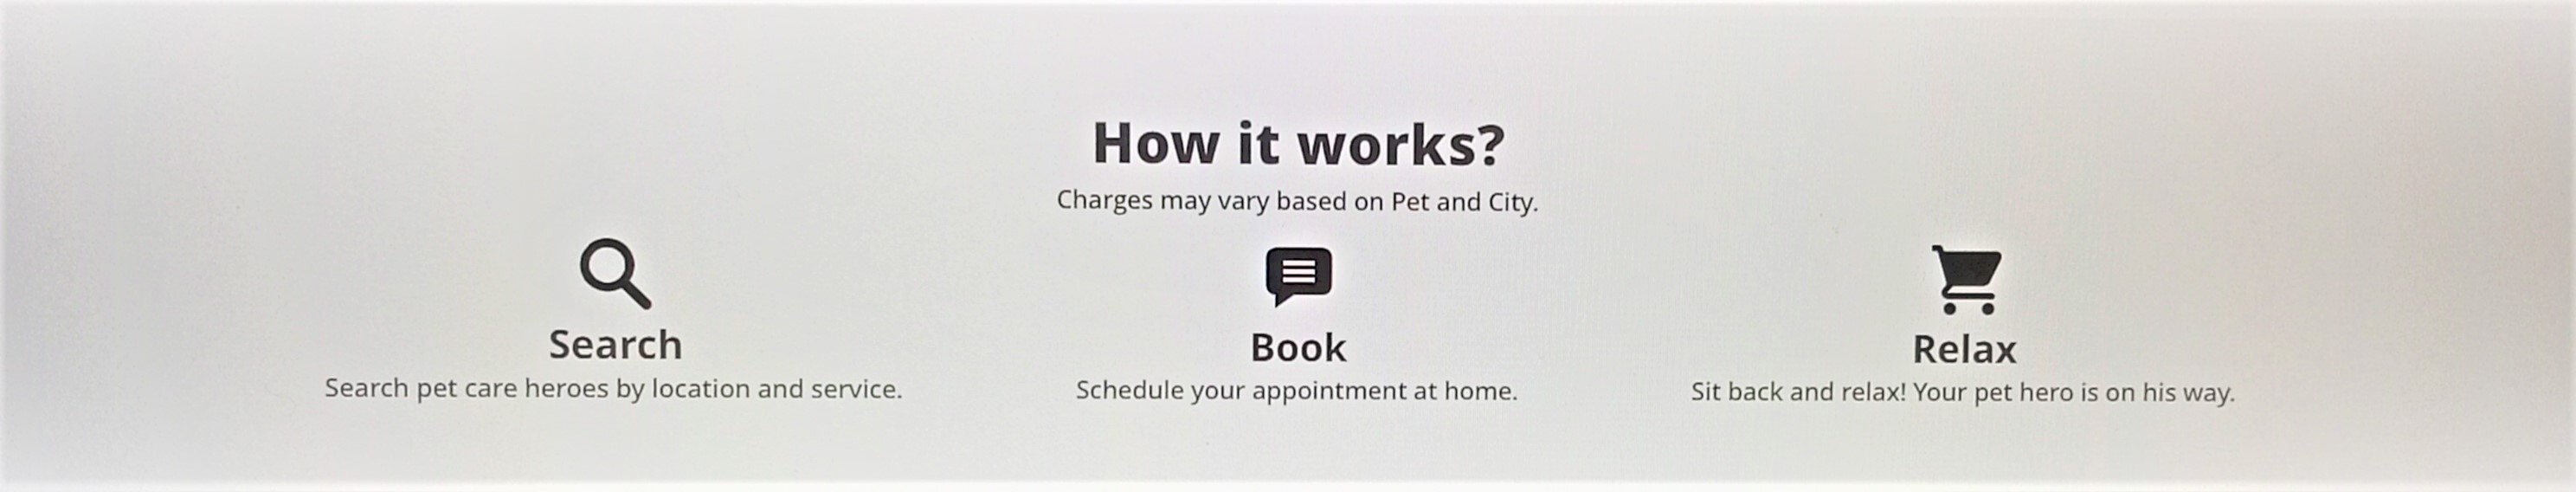 How it works?
Charges may vary based on Pet and City.
Search
Search pet care heroes by location and service.
Book
Schedule your appointment at home.
Relax
Sit back and relax! Your pet hero is on his way.